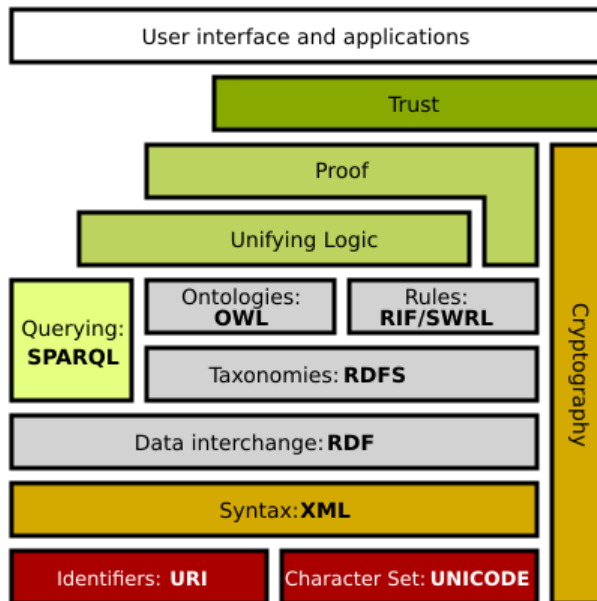 User interface and applications
Trust
Proof
Unifying Logic
Ontologies:
OWL
Rules:
RIF/SWRL
Querying:
SPARQL
Taxonomies: RDFS
Cryptography
Data interchange: RDF
Syntax: XML
Identifiers: URI
Character Set: UNICODE